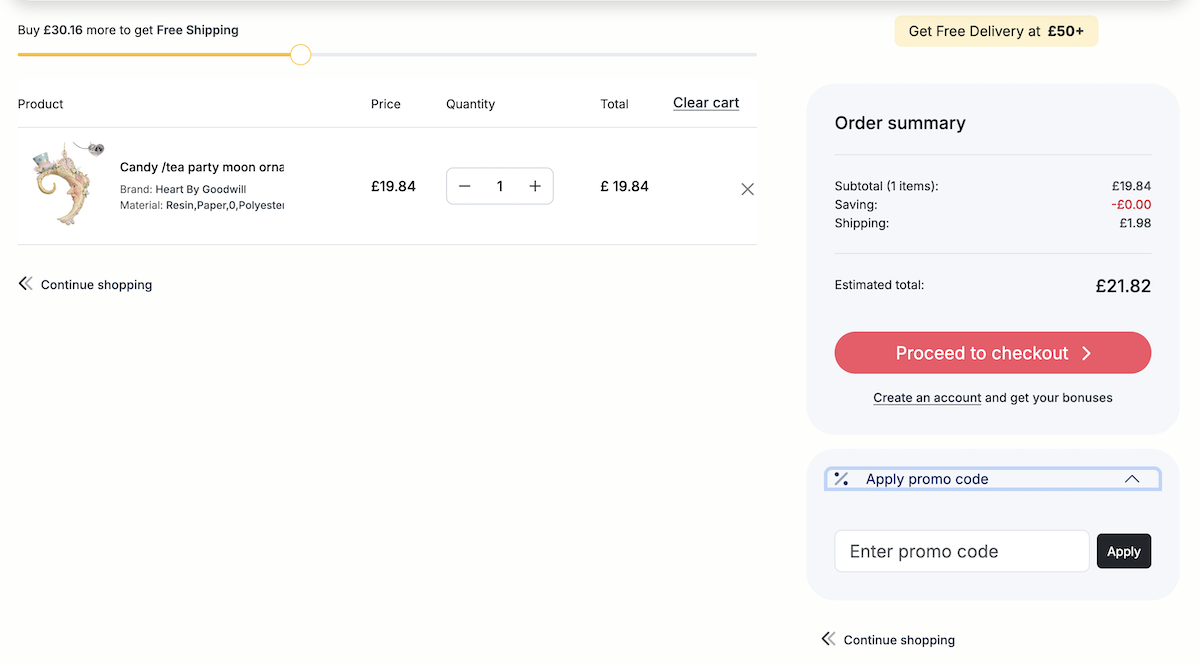 Buy £30.16 more to get Free Shipping
Get Free Delivery at £50+
Product Price Quantity Total Clear cart
Candy /tea party moon orna
Brand: Heart By Goodwill
Material: Resin,Paper,0,Polyester
£19.84 1 £ 19.84
Continue shopping
Order summary
Subtotal (1 items): £19.84
Saving: -£0.00
Shipping: £1.98
Estimated total: £21.82
Proceed to checkout
Create an account and get your bonuses
Apply promo code
Enter promo code Apply
Continue shopping